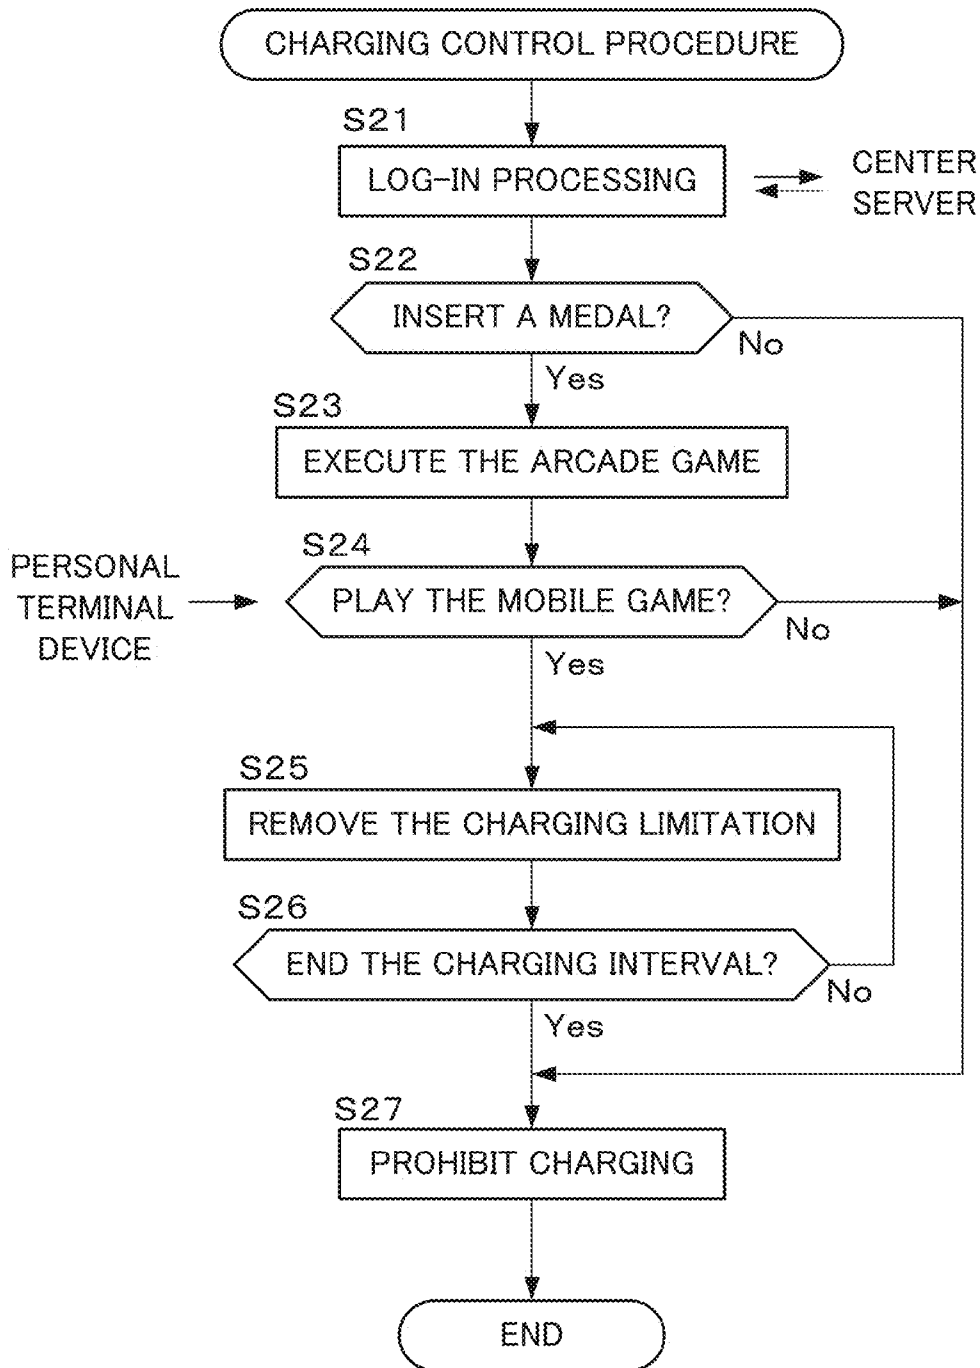 CHARGING CONTROL PROCEDURE
S21
LOG-IN PROCESSING
CENTER
SERVER
S22
INSERT A MEDAL?
No
Yes
S23
EXECUTE THE ARCADE GAME
S24
PERSONAL
TERMINAL
DEVICE
PLAY THE MOBILE GAME?
No
Yes
S25
REMOVE THE CHARGING LIMITATION
S26
END THE CHARGING INTERVAL?
No
Yes
S27
PROHIBIT CHARGING
END